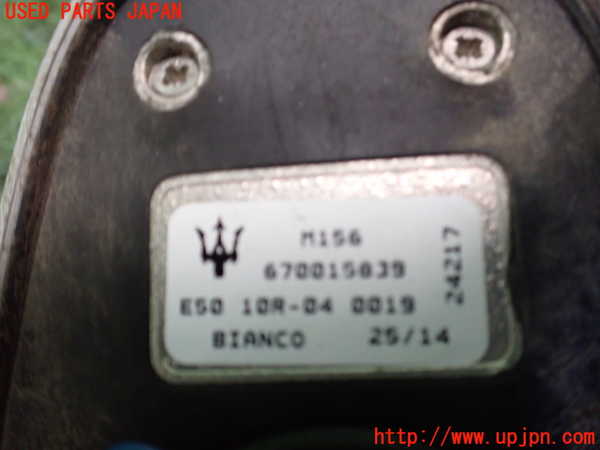 USED PARTS JAPAN
M156
670015839
24217
E50 10R-04 0019
BIANCO 25/14
http://www.upjpn.com/